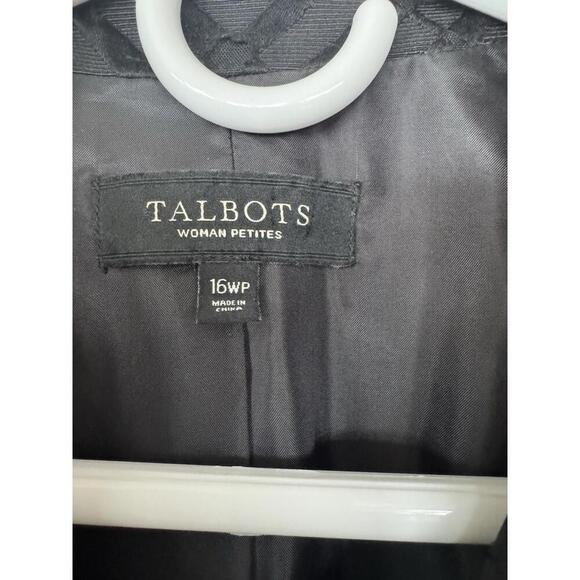 TALBOTS
WOMAN PETITES
16WP
MADE IN
CHINA